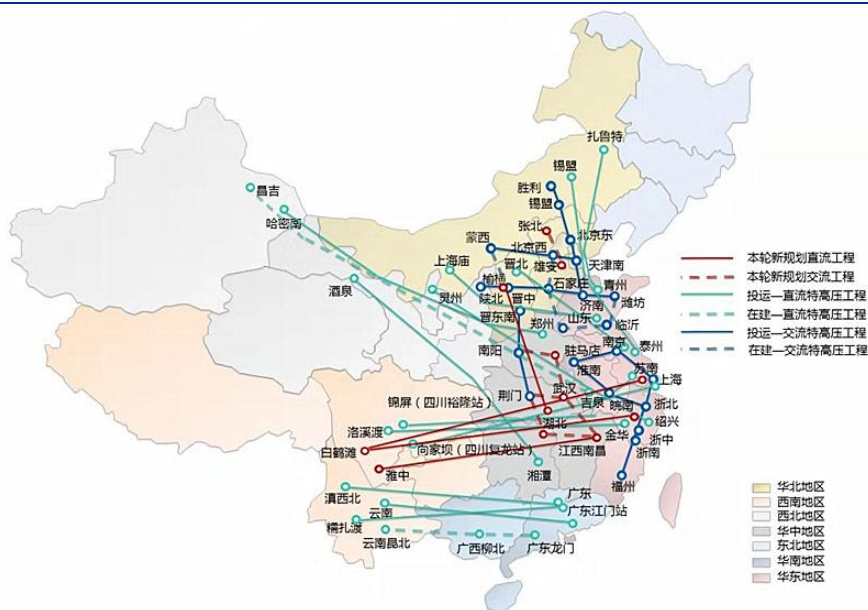 扎鲁特
锡盟
胜利
锡盟
昌吉
哈密南
张北
北京东
蒙西
北京西
上海庙
晋北
雄安
天津南
酒泉
榆横
石家庄
青州
灵州
陕北
晋中
济南
潍坊
晋东南
山东
临沂
郑州
南京
泰州
南阳
驻马店
淮南
苏南
上海
锦屏（四川裕隆站）
荆门
武汉
吉泉
皖南
浙北
洛溪渡
湖北
绍兴
白鹤滩
向家坝（四川复龙站）
江西南昌
金华
浙中
雅中
浙南
湘潭
福州
滇西北
广东
云南
广东江门站
糯扎渡
云南昆北
广西柳北
广东龙门
本轮新规划直流工程
本轮新规划交流工程
投运—直流特高压工程
在建—直流特高压工程
投运—交流特高压工程
在建—交流特高压工程
华北地区
西南地区
西北地区
华中地区
东北地区
华南地区
华东地区